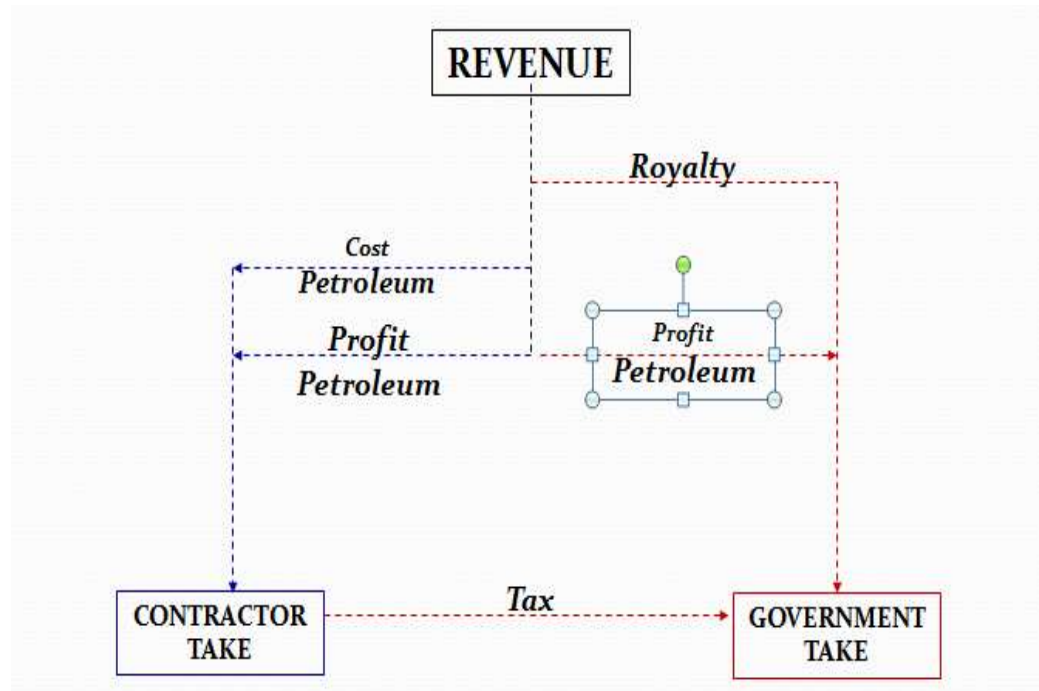 REVENUE
Royalty
Cost
Petroleum
Profit
Petroleum
Profit
Petroleum
Tax
CONTRACTOR
TAKE
GOVERNMENT
TAKE